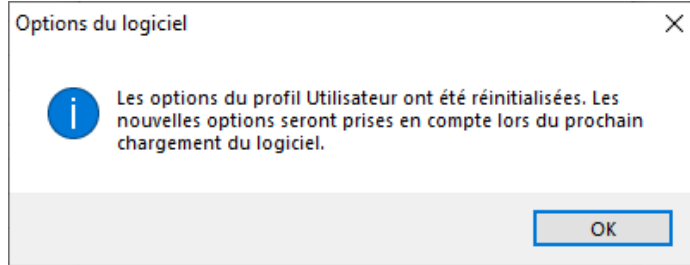 Options du logiciel
Les options du profil Utilisateur ont été réinitialisées. Les
nouvelles options seront prises en compte lors du prochain
chargement du logiciel.
OK